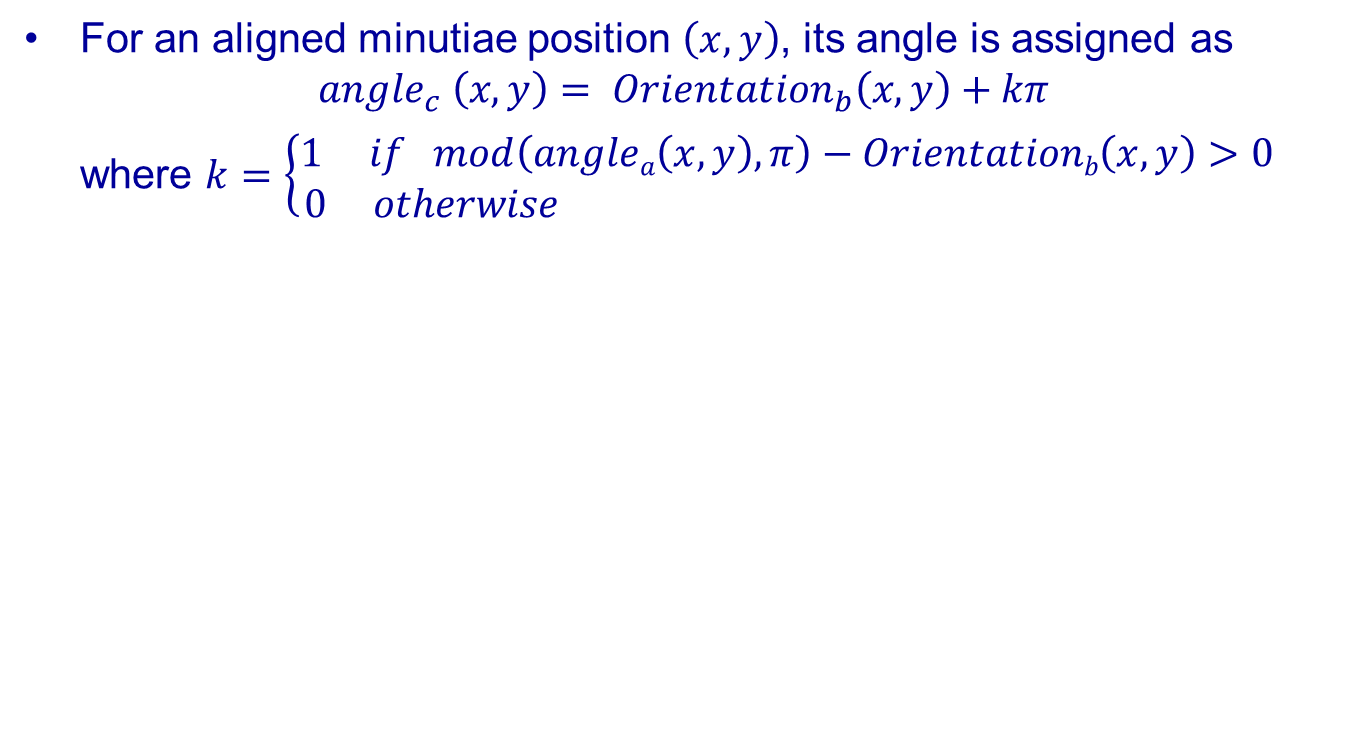 • For an aligned minutiae position (x, y), its angle is assigned as
angle_c (x, y) = Orientation_b(x, y) + kπ
where k = {1 if mod(angle_a(x, y), π) − Orientation_b(x, y) > 0
0 otherwise